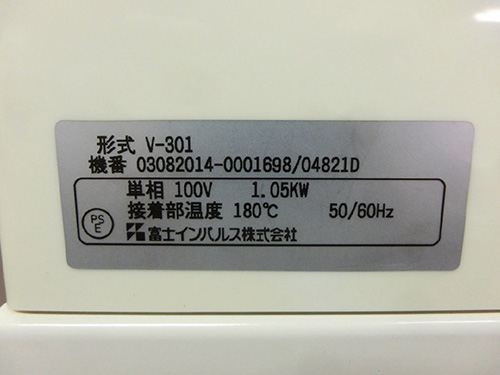 形式 V-301
機番 03082014-0001698/04821D
単相 100V 1.05KW
接着部温度 180℃ 50/60Hz
PS
E
富士インパルス株式会社